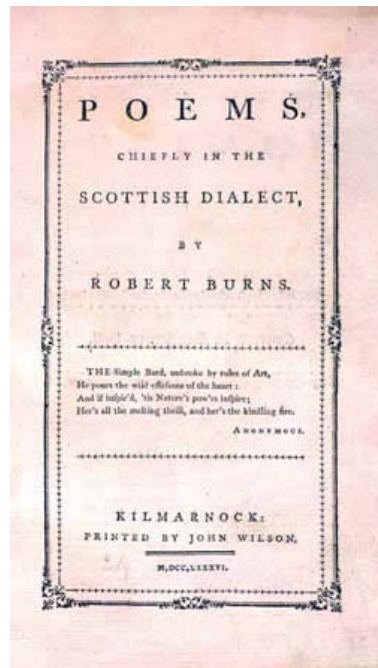 POEMS,
CHIEFLY IN THE
SCOTTISH DIALECT,
BY
ROBERT BURNS.
THE Simple Bard, unbroke by rules of Art,
He pours the wild effusions of the heart :
And if inspir'd, 'tis Nature's pow'rs inspire;
Her's all the melting thrill, and her's the kindling fire.
ANONYMOUS.
KILMARNOCK:
PRINTED BY JOHN WILSON,
M,DCC,LXXXVI.